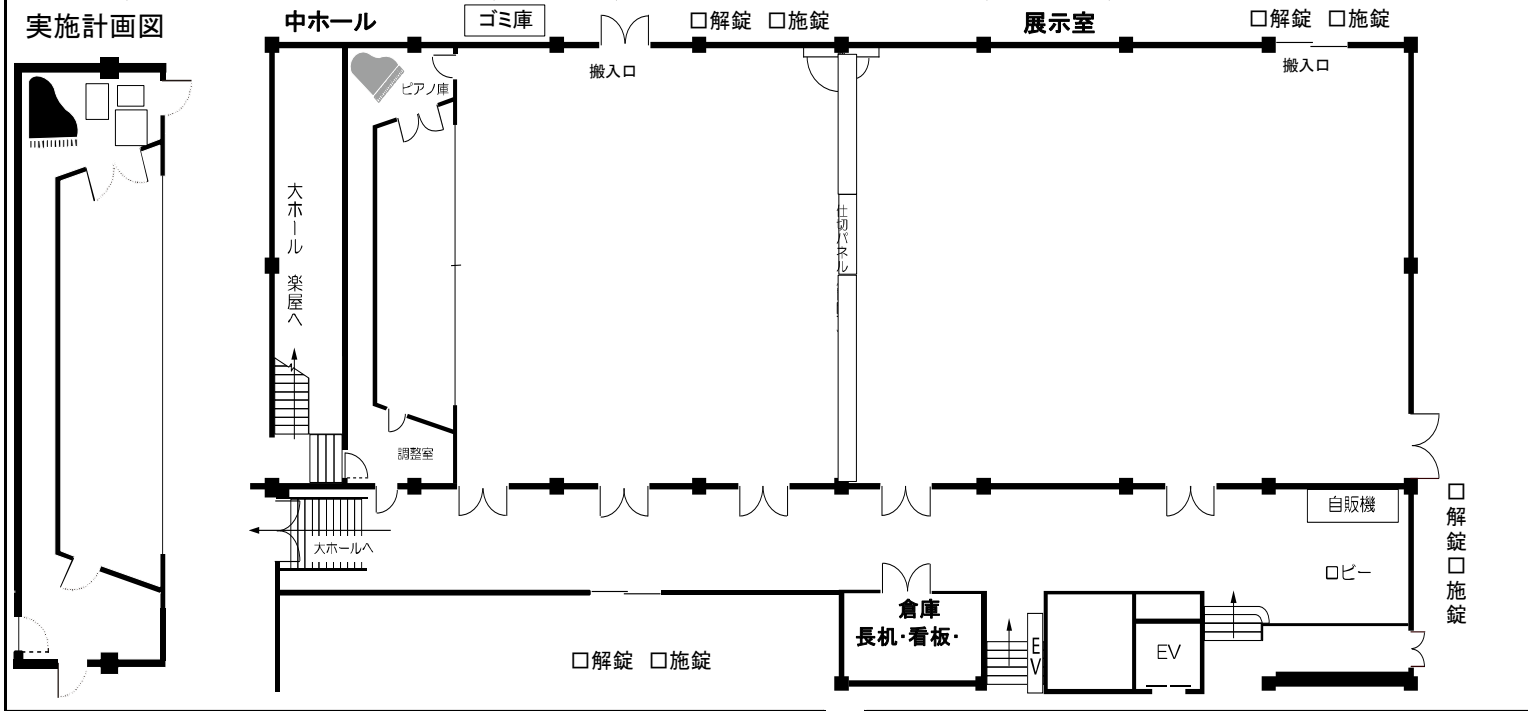 実施計画図
中ホール
ゴミ庫
□解錠 □施錠
展示室
□解錠 □施錠
搬入口
搬入口
ピアノ庫
大ホール 楽屋へ
仕切パネル
調整室
大ホールへ
自販機
□解錠□施錠
ロビー
倉庫
長机・看板・
EV
EV
□解錠 □施錠